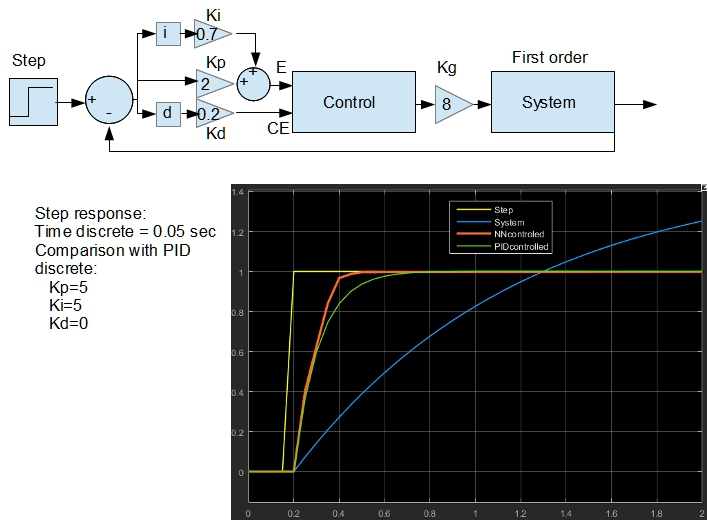 Ki
i
0.7
Step
Kp
E
Kg
First order
+
+
+
-
2
+
Control
8
System
d
0.2
Kd
CE
Step response:
Time discrete = 0.05 sec
Comparison with PID
discrete:
Kp=5
Ki=5
Kd=0
Step
System
NNcontroled
PIDcontrolled
1.4
1.2
1
0.8
0.6
0.4
0.2
0
0 0.2 0.4 0.6 0.8 1 1.2 1.4 1.6 1.8 2